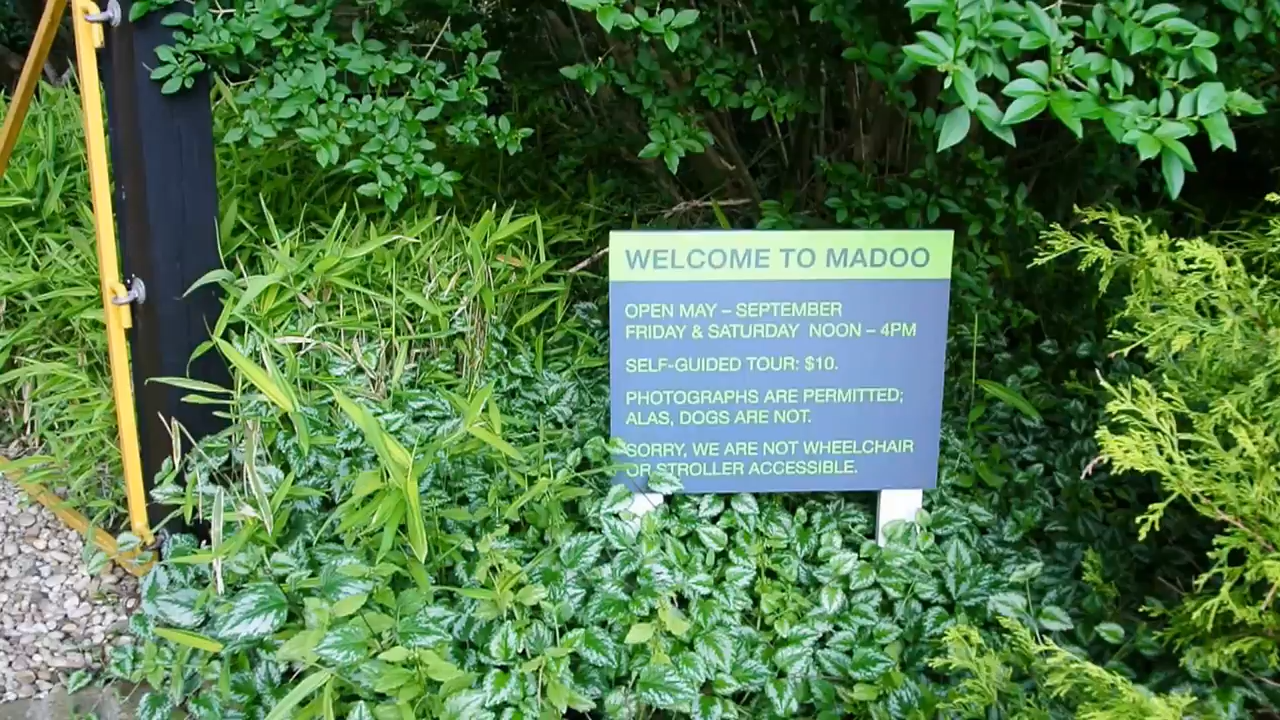 WELCOME TO MADOO
OPEN MAY – SEPTEMBER
FRIDAY & SATURDAY NOON – 4PM
SELF-GUIDED TOUR: $10.
PHOTOGRAPHS ARE PERMITTED;
ALAS, DOGS ARE NOT.
SORRY, WE ARE NOT WHEELCHAIR
OR STROLLER ACCESSIBLE.